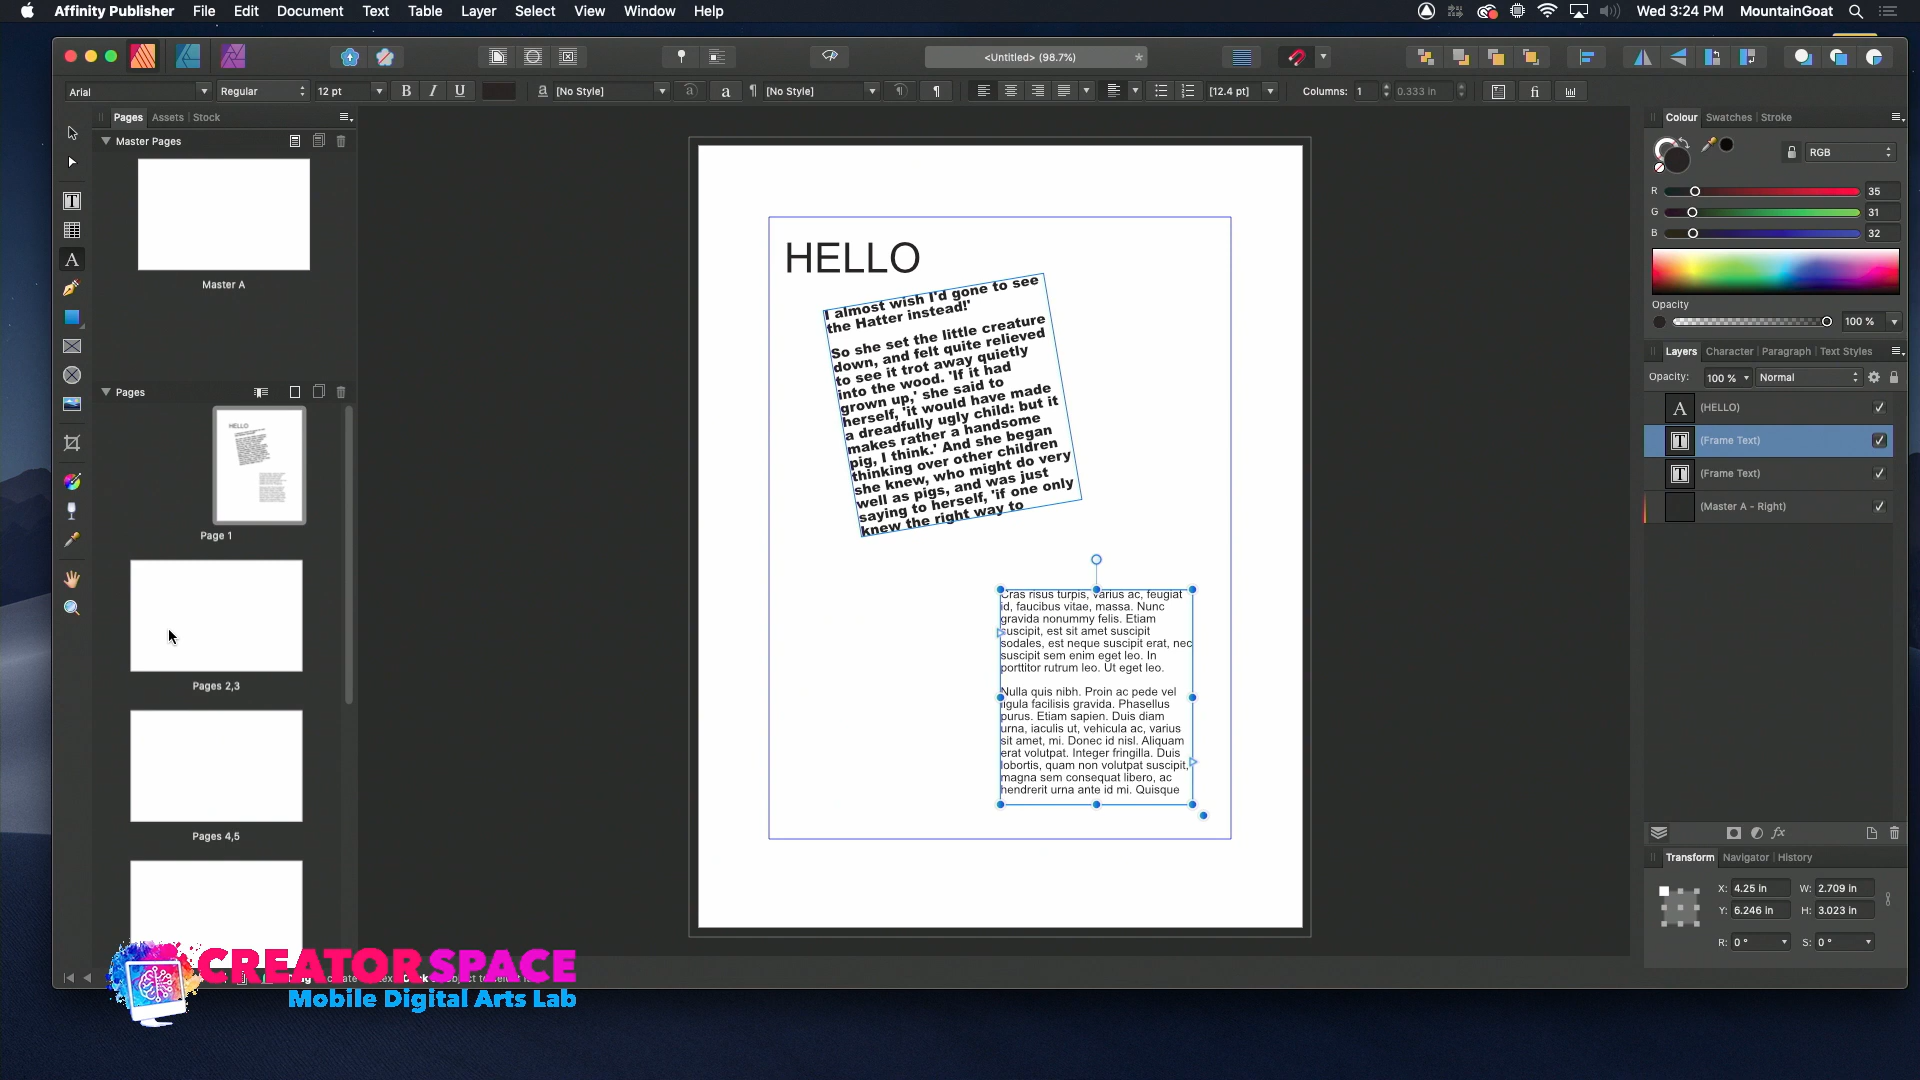 Affinity Publisher File Edit Document Text Table Layer Select View Window Help
Wed 3:24 PM MountainGoat
<Untitled> (98.7%) *
Arial Regular 12 pt B I U a [No Style] a ¶ [No Style] ¶ [12.4 pt] Columns: 1 0.333 in fi
Pages Assets Stock
Master Pages
Master A
Pages
Page 1
Pages 2,3
Pages 4,5
HELLO
I almost wish I'd gone to see
the Hatter instead!'
So she set the little creature
down, and felt quite relieved
to see it trot away quietly
into the wood. 'If it had
grown up,' she said to
herself, 'it would have made
a dreadfully ugly child: but it
makes rather a handsome
pig, I think.' And she began
thinking over other children
she knew, who might do very
well as pigs, and was just
saying to herself, 'if one only
knew the right way to
Cras risus turpis, varius ac, feugiat
id, faucibus vitae, massa. Nunc
gravida nonummy felis. Etiam
suscipit, est sit amet suscipit
sodales, est neque suscipit erat, nec
suscipit sem enim eget leo. In
porttitor rutrum leo. Ut eget leo.
Nulla quis nibh. Proin ac pede vel
ligula facilisis gravida. Phasellus
purus. Etiam sapien. Duis diam
urna, iaculis ut, vehicula ac, varius
sit amet, mi. Donec id nisl. Aliquam
erat volutpat. Integer fringilla. Duis
lobortis, quam non volutpat suscipit,
magna sem consequat libero, ac
hendrerit urna ante id mi. Quisque
Colour Swatches Stroke
RGB
R 35
G 31
B 32
Opacity
100 %
Layers Character Paragraph Text Styles
Opacity: 100 % Normal
A (HELLO)
T (Frame Text)
T (Frame Text)
(Master A - Right)
fx
Transform Navigator History
X: 4.25 in W: 2.709 in
Y: 6.246 in H: 3.023 in
R: 0 ° S: 0 °
CREATORSPACE
Mobile Digital Arts Lab